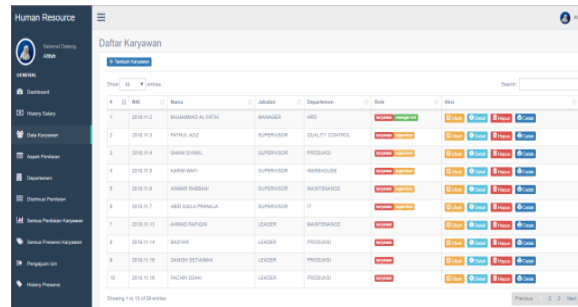 Human Resource
Selamat Datang,
Afifah
GENERAL
Dashboard
History Salary
Data Karyawan
Aspek Penilaian
Departemen
Distribusi Penilaian
Semua Penilaian Karyawan
Semua Presensi Karyawan
Pengajuan Izin
History Presensi
Daftar Karyawan
+ Tambah Karyawan
Show 10 entries
Search:
# NIK Nama Jabatan Departemen Role Aksi
1 2018.11.2 MUHAMMAD AL FATIH MANAGER HRD karyawan manager hrd Ubah Detail Hapus Cetak
2 2018.11.3 FATHUL AZIZ SUPERVISOR QUALITY CONTROL karyawan supervisor Ubah Detail Hapus Cetak
3 2018.11.4 SUPERVISOR PRODUKSI karyawan supervisor Ubah Detail Hapus Cetak
4 2018.11.5 HARIM WAFI SUPERVISOR WAREHOUSE karyawan supervisor Ubah Detail Hapus Cetak
5 2018.11.6 ANWAR RABBANI SUPERVISOR MAINTENANCE karyawan supervisor Ubah Detail Hapus Cetak
6 2018.11.7 SUPERVISOR IT karyawan supervisor Ubah Detail Hapus Cetak
7 2018.11.13 AHMAD RAFIQIN LEADER MAINTENANCE karyawan Ubah Detail Hapus Cetak
8 2018.11.14 BASYAR LEADER PRODUKSI karyawan Ubah Detail Hapus Cetak
9 2018.11.15 DANISH SETIAWAN LEADER PRODUKSI karyawan Ubah Detail Hapus Cetak
10 2018.11.16 FACHRI DZAKI LEADER PRODUKSI karyawan Ubah Detail Hapus Cetak
Showing 1 to 10 of 29 entries
Previous 2 3 Next